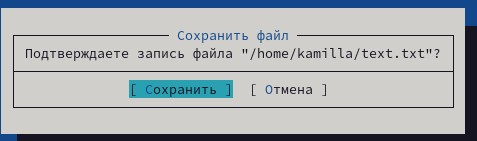 Сохранить файл
Подтверждаете запись файла "/home/kamilla/text.txt"?
[ Сохранить ] [ Отмена ]